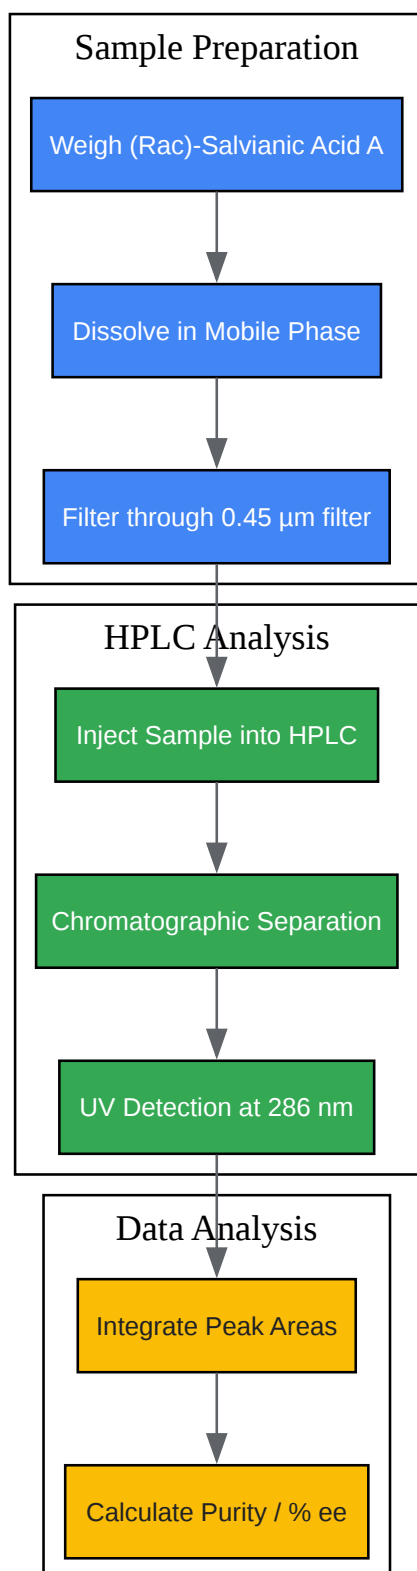 Sample Preparation
Weigh (Rac)-Salvianic Acid A
Dissolve in Mobile Phase
Filter through 0.45 µm filter
HPLC Analysis
Inject Sample into HPLC
Chromatographic Separation
UV Detection at 286 nm
Data Analysis
Integrate Peak Areas
Calculate Purity / % ee